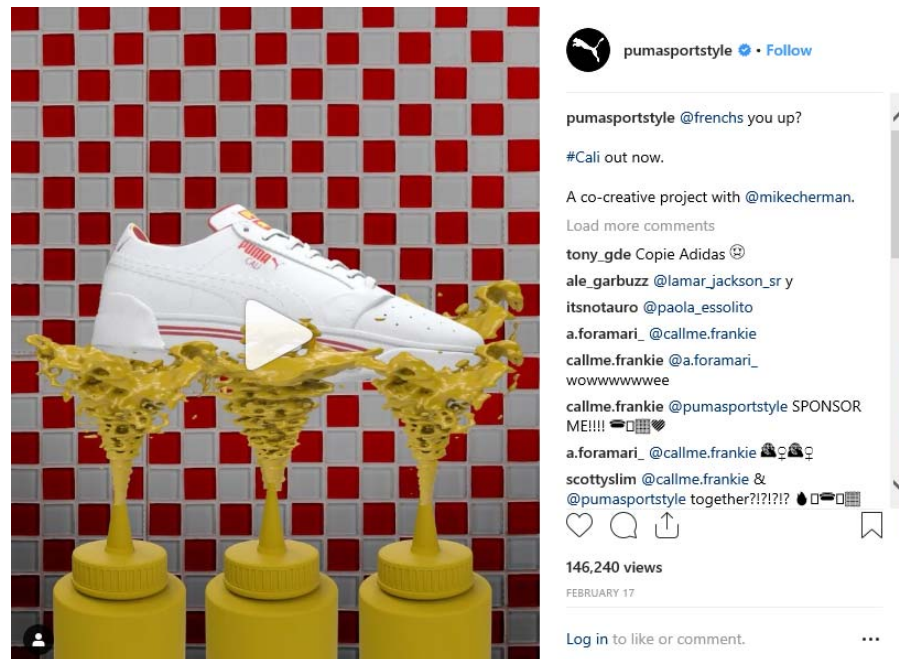 PUMA
CALI
pumasportstyle • Follow
pumasportstyle @frenchs you up?
#Cali out now.
A co-creative project with @mikecherman.
Load more comments
tony_gde Copie Adidas
ale_garbuzz @lamar_jackson_sr y
itsnotauro @paola_essolito
a.foramari_ @callme.frankie
callme.frankie @a.foramari_
wowwwwwwee
callme.frankie @pumasportstyle SPONSOR
ME!!!!
a.foramari_ @callme.frankie
scottyslim @callme.frankie &
@pumasportstyle together?!?!?!?
146,240 views
FEBRUARY 17
Log in to like or comment.